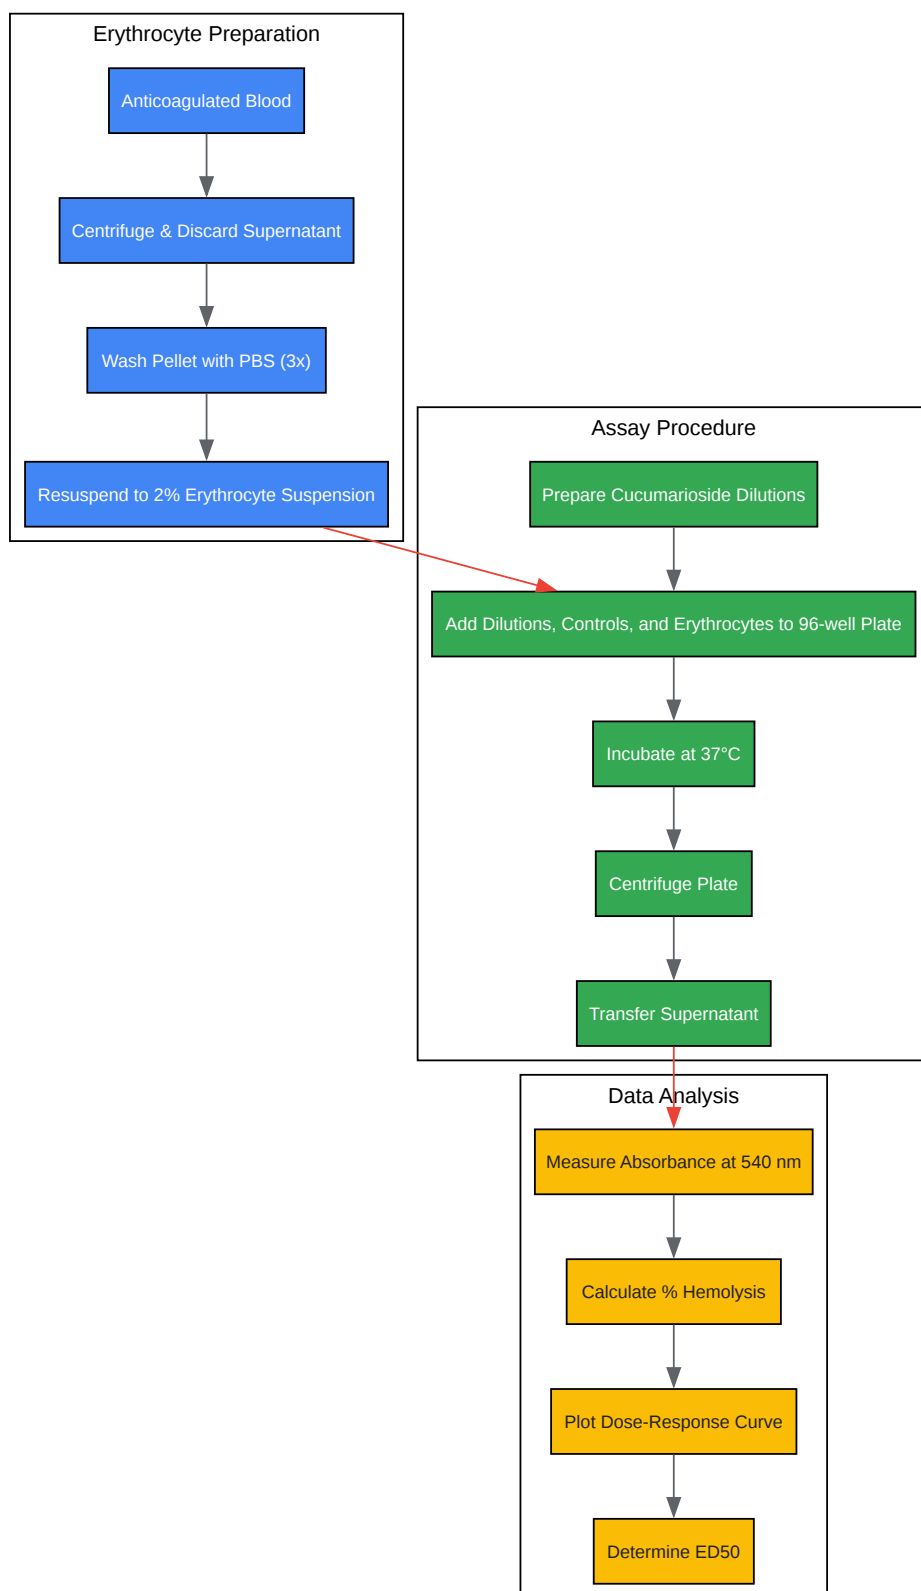 Erythrocyte Preparation
Anticoagulated Blood
Centrifuge & Discard Supernatant
Wash Pellet with PBS (3x)
Resuspend to 2% Erythrocyte Suspension
Assay Procedure
Prepare Cucumarioside Dilutions
Add Dilutions, Controls, and Erythrocytes to 96-well Plate
Incubate at 37°C
Centrifuge Plate
Transfer Supernatant
Data Analysis
Measure Absorbance at 540 nm
Calculate % Hemolysis
Plot Dose-Response Curve
Determine ED50